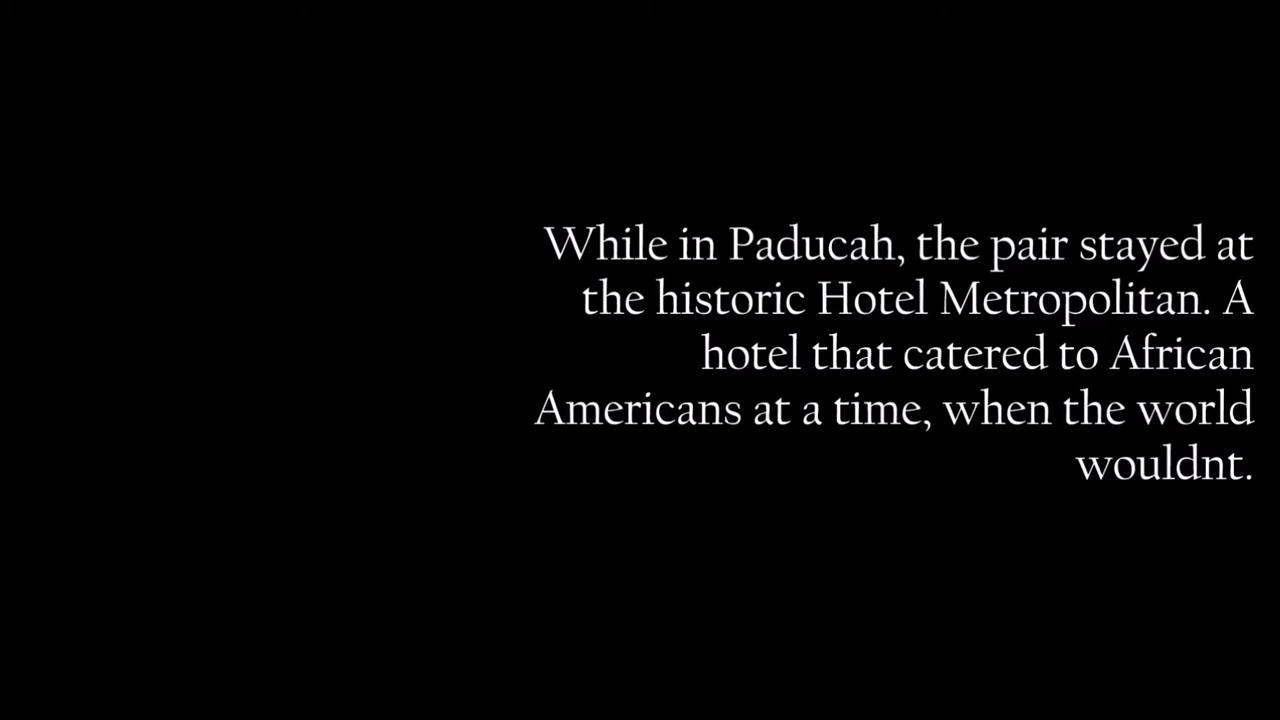 While in Paducah, the pair stayed at
the historic Hotel Metropolitan. A
hotel that catered to African
Americans at a time, when the world
wouldnt.